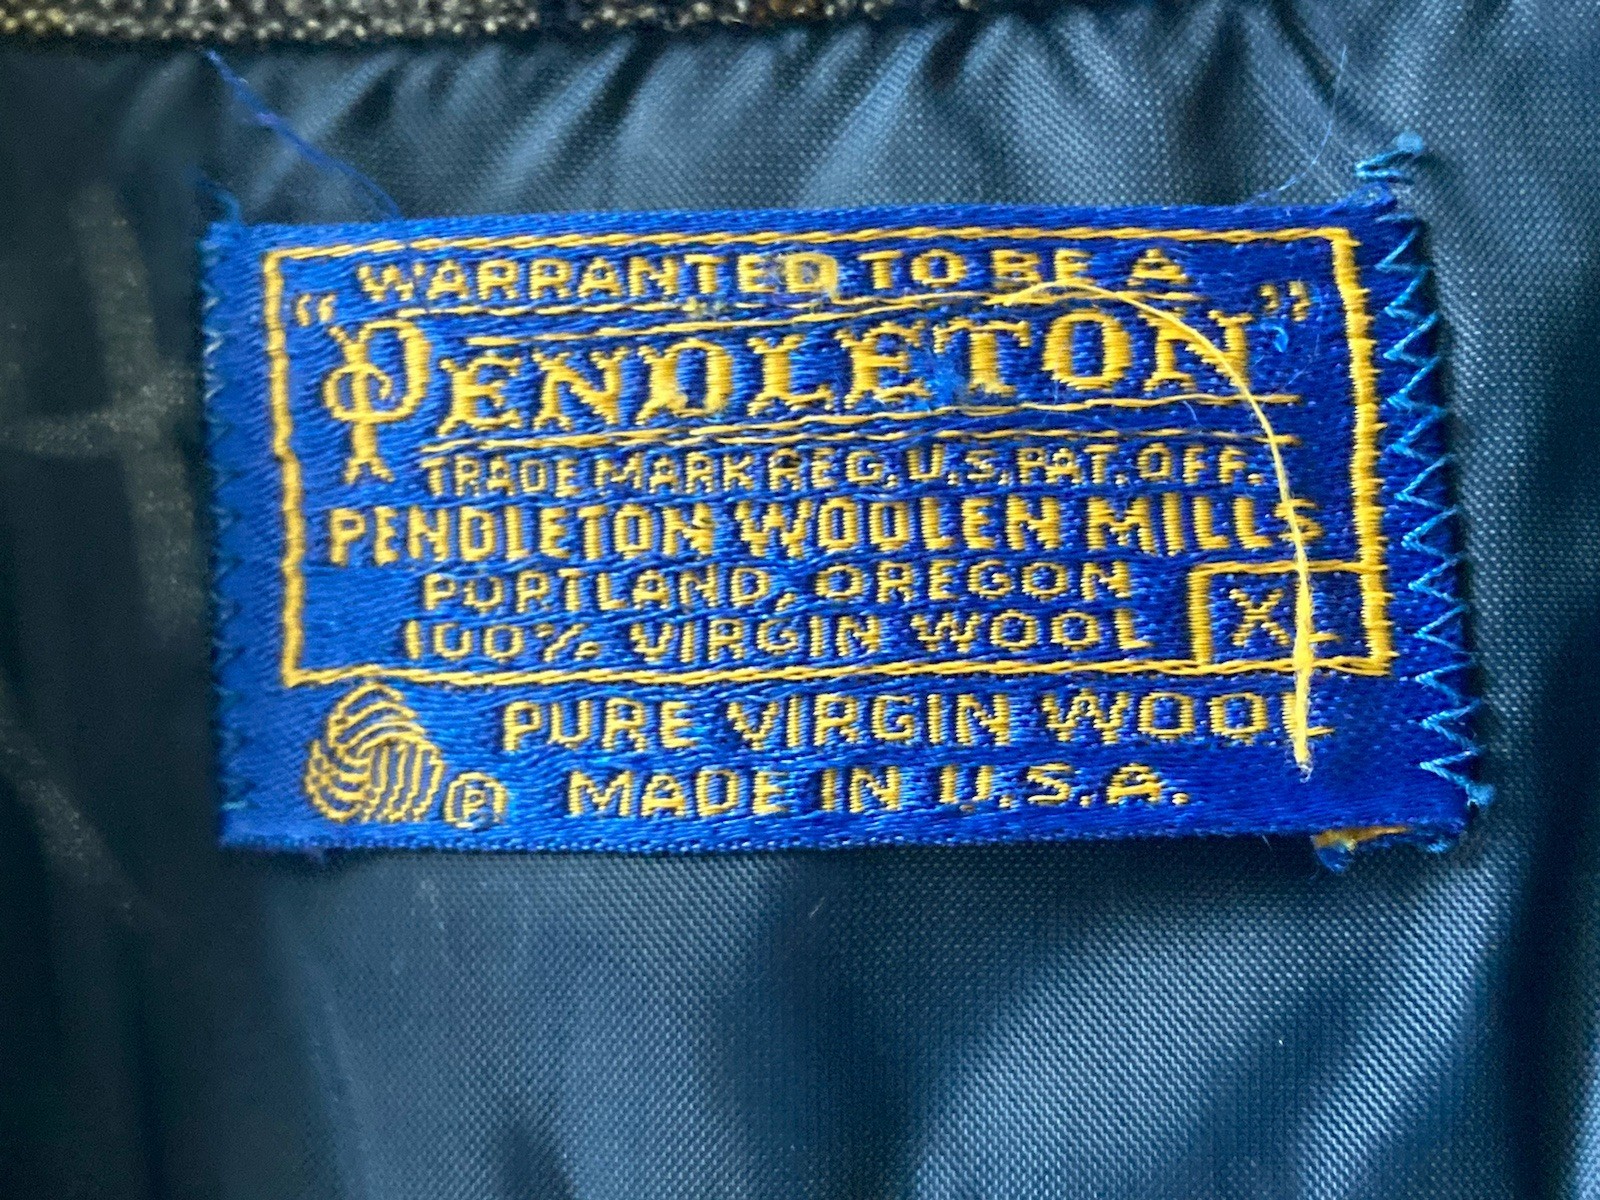 WARRANTED TO BE A
"PENDLETON"
TRADE MARK REG. U.S. PAT. OFF.
PENDLETON WOOLEN MILLS
PORTLAND, OREGON
100% VIRGIN WOOL
XL
PURE VIRGIN WOOL
MADE IN U.S.A.